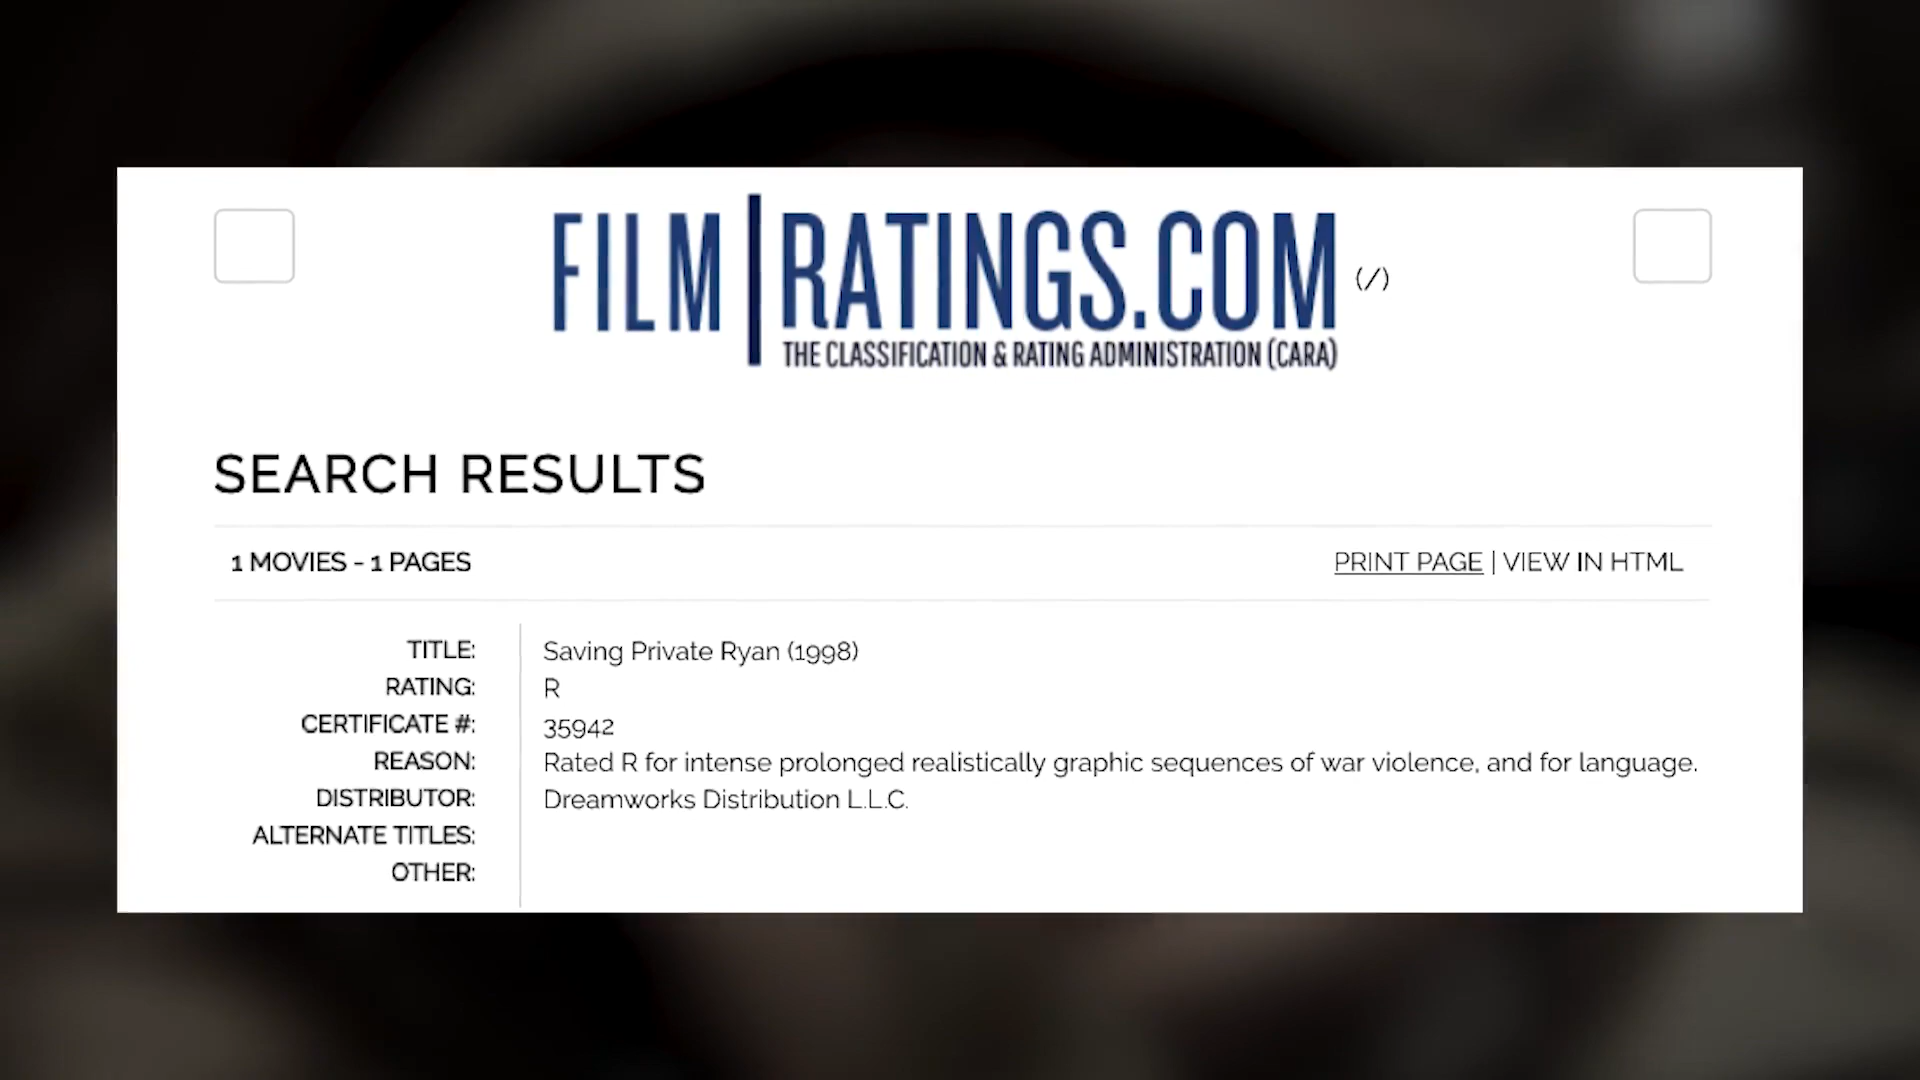 FILM|RATINGS.COM (/)
THE CLASSIFICATION & RATING ADMINISTRATION (CARA)
SEARCH RESULTS
1 MOVIES - 1 PAGES PRINT PAGE | VIEW IN HTML
TITLE: Saving Private Ryan (1998)
RATING: R
CERTIFICATE #: 35942
REASON: Rated R for intense prolonged realistically graphic sequences of war violence, and for language.
DISTRIBUTOR: Dreamworks Distribution L.L.C.
ALTERNATE TITLES:
OTHER: